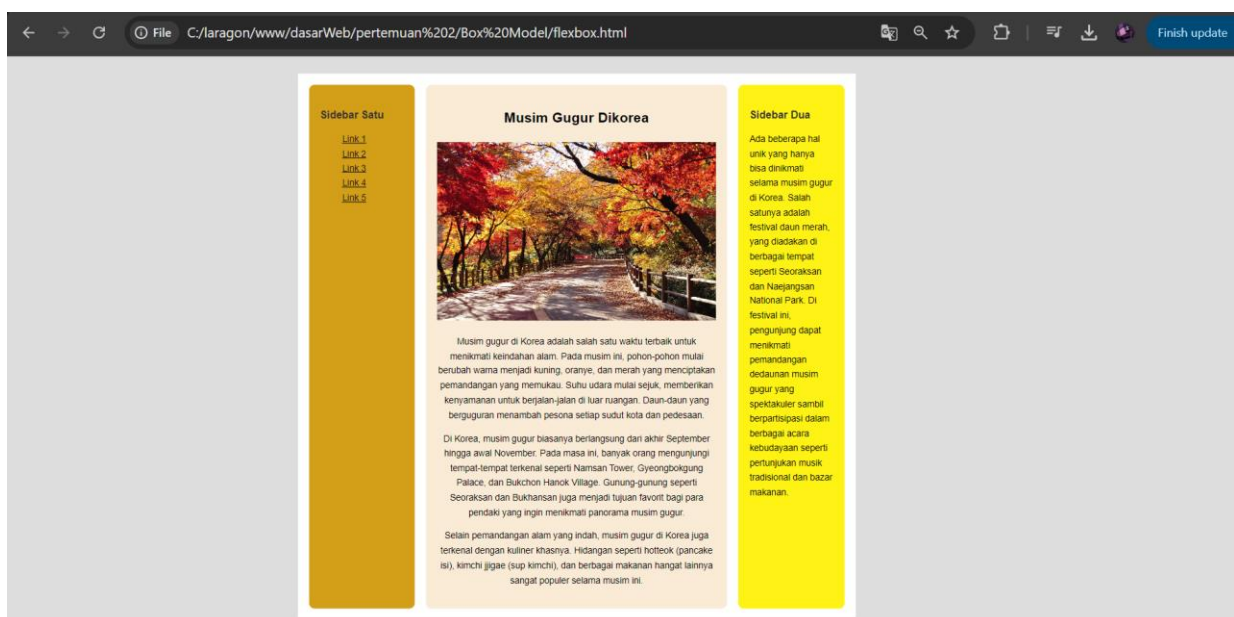 File C:/laragon/www/dasarWeb/pertemuan%202/Box%20Model/flexbox.html
Finish update
Sidebar Satu
Link 1
Link 2
Link 3
Link 4
Link 5
Musim Gugur Dikorea
Musim gugur di Korea adalah salah satu waktu terbaik untuk
menikmati keindahan alam. Pada musim ini, pohon-pohon mulai
berubah warna menjadi kuning, oranye, dan merah yang menciptakan
pemandangan yang memukau. Suhu udara mulai sejuk, memberikan
kenyamanan untuk berjalan-jalan di luar ruangan. Daun-daun yang
berguguran menambah pesona setiap sudut kota dan pedesaan.
Di Korea, musim gugur biasanya berlangsung dari akhir September
hingga awal November. Pada masa ini, banyak orang mengunjungi
tempat-tempat terkenal seperti Namsan Tower, Gyeongbokgung
Palace, dan Bukchon Hanok Village. Gunung-gunung seperti
Seoraksan dan Bukhansan juga menjadi tujuan favorit bagi para
pendaki yang ingin menikmati panorama musim gugur.
Selain pemandangan alam yang indah, musim gugur di Korea juga
terkenal dengan kuliner khasnya. Hidangan seperti hotteok (pancake
isi), kimchi jjigae (sup kimchi), dan berbagai makanan hangat lainnya
sangat populer selama musim ini.
Sidebar Dua
Ada beberapa hal
unik yang hanya
bisa dinikmati
selama musim gugur
di Korea. Salah
satunya adalah
festival daun merah,
yang diadakan di
berbagai tempat
seperti Seoraksan
dan Naejangsan
National Park. Di
festival ini,
pengunjung dapat
menikmati
pemandangan
dedaunan musim
gugur yang
spektakuler sambil
berpartisipasi dalam
berbagai acara
kebudayaan seperti
pertunjukan musik
tradisional dan bazar
makanan.